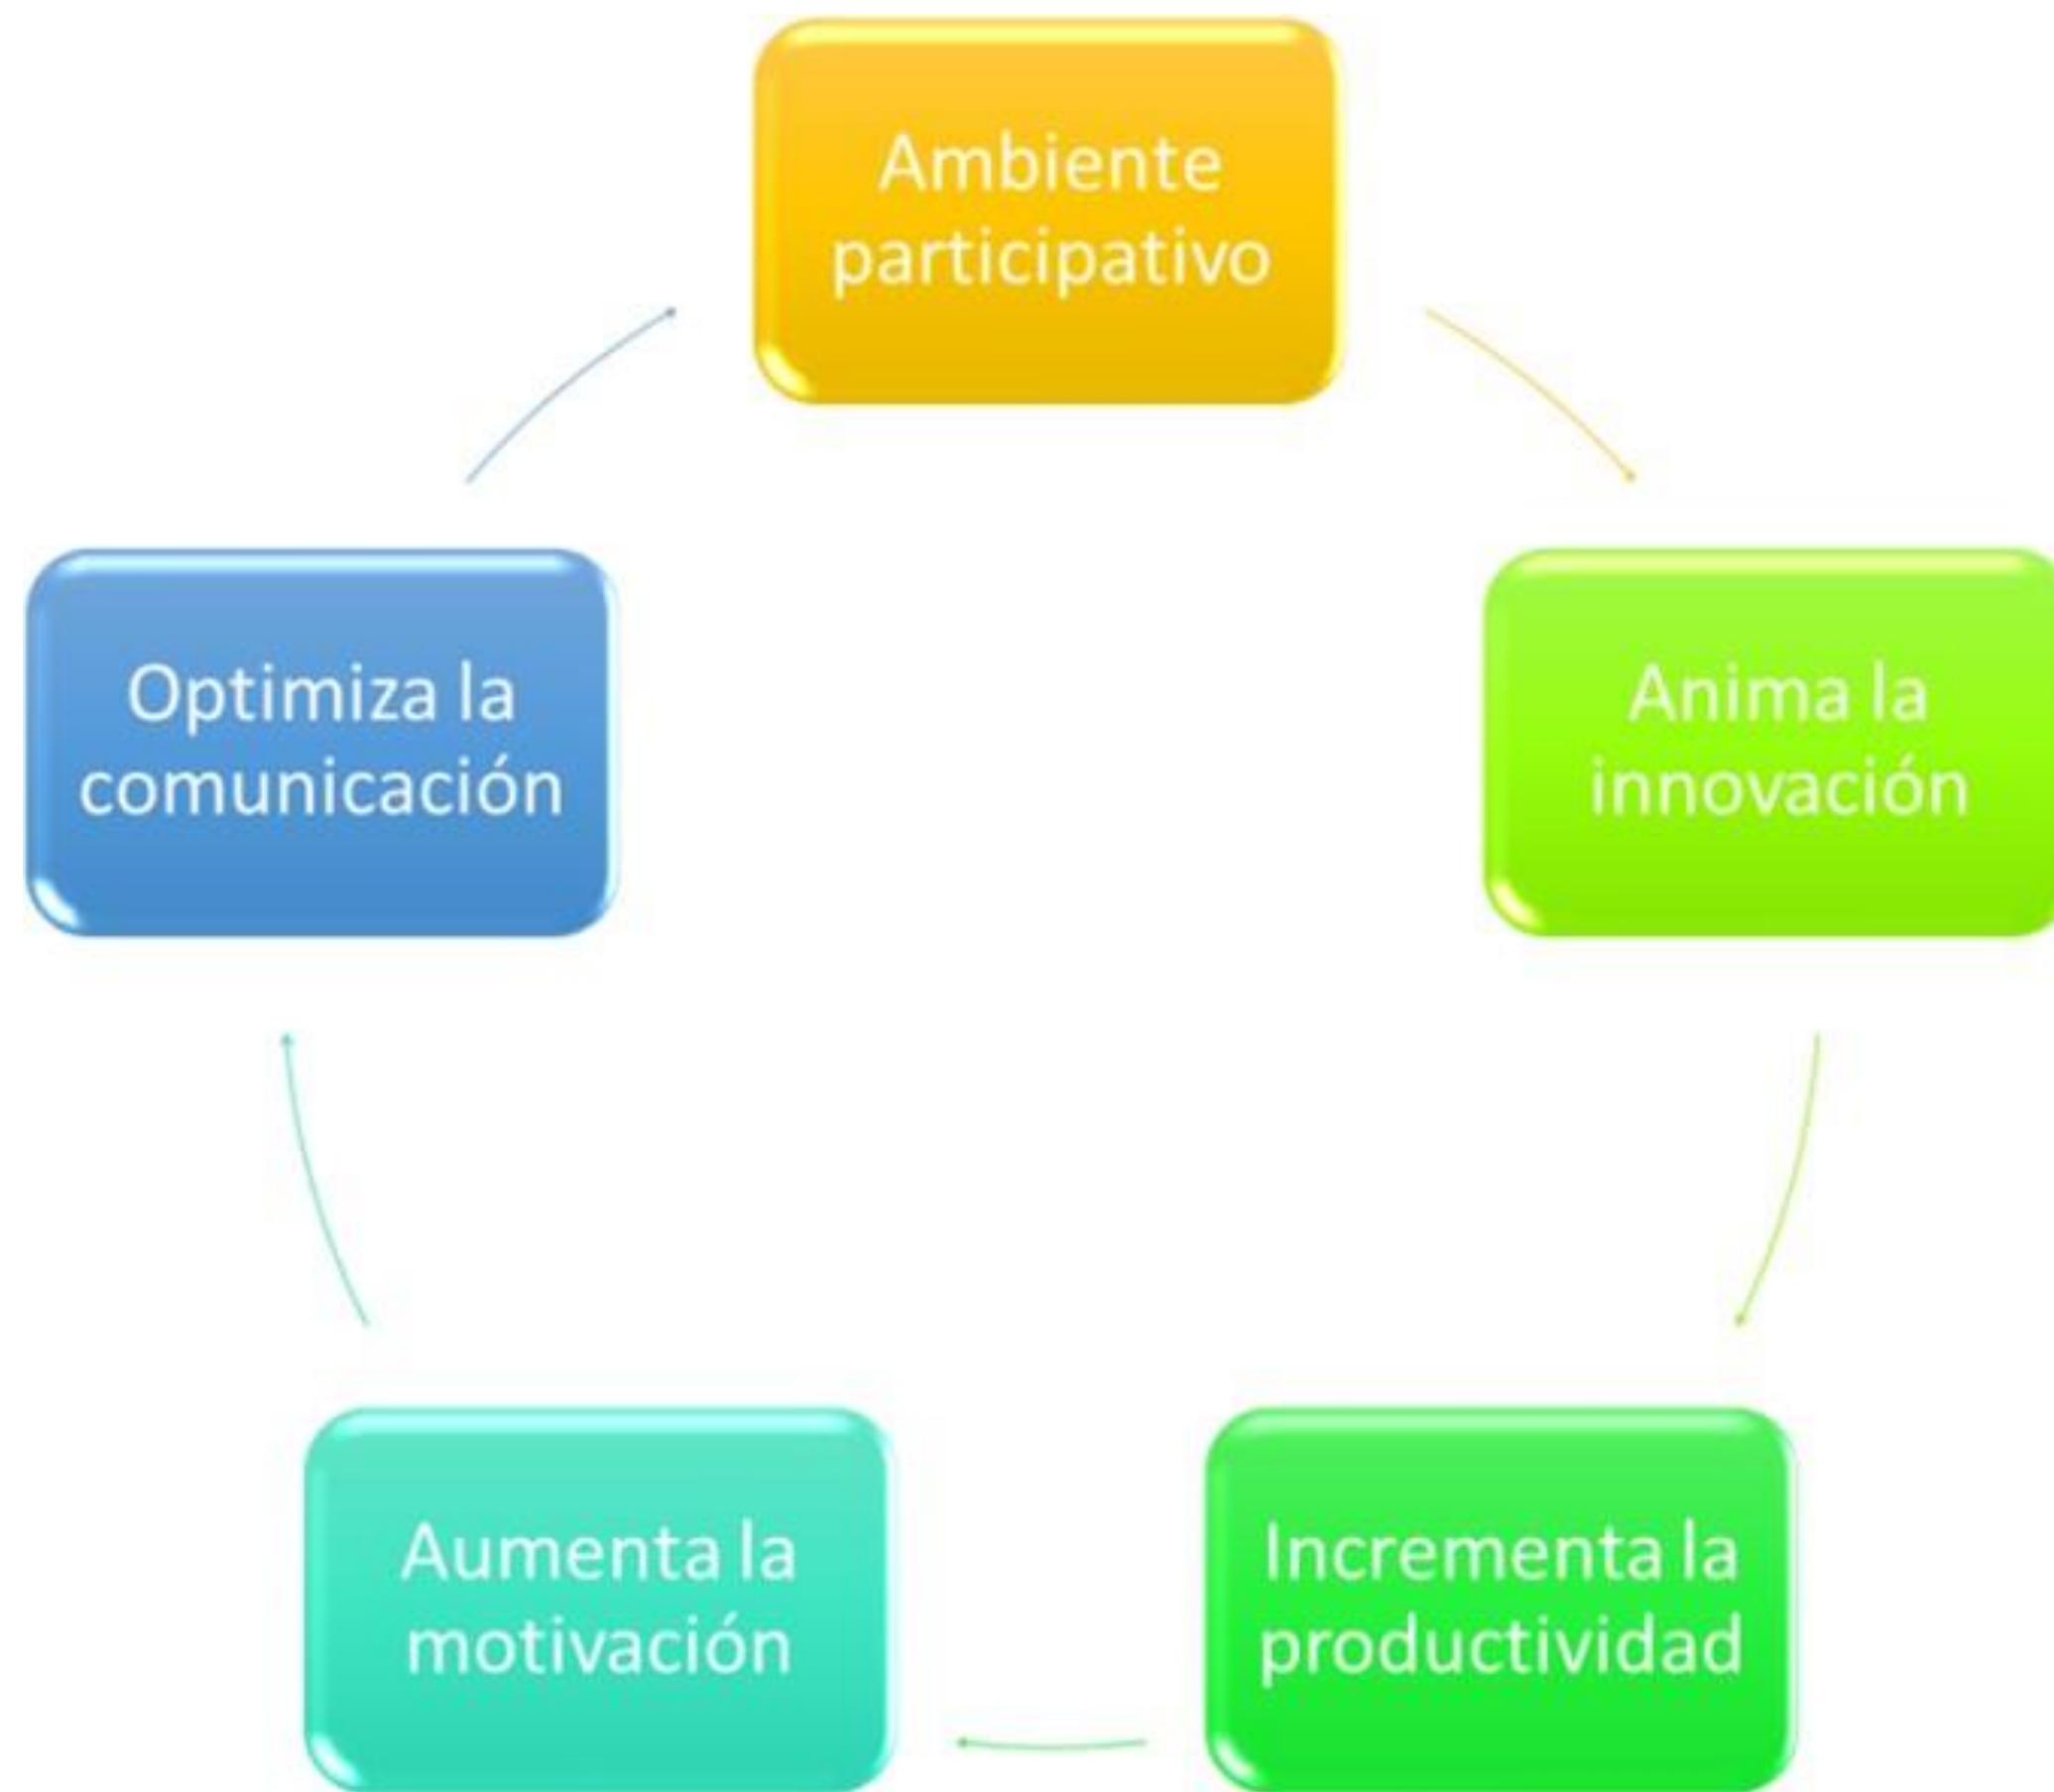 Ambiente
participativo
Anima la
innovación
Incrementa la
productividad
Aumenta la
motivación
Optimiza la
comunicación